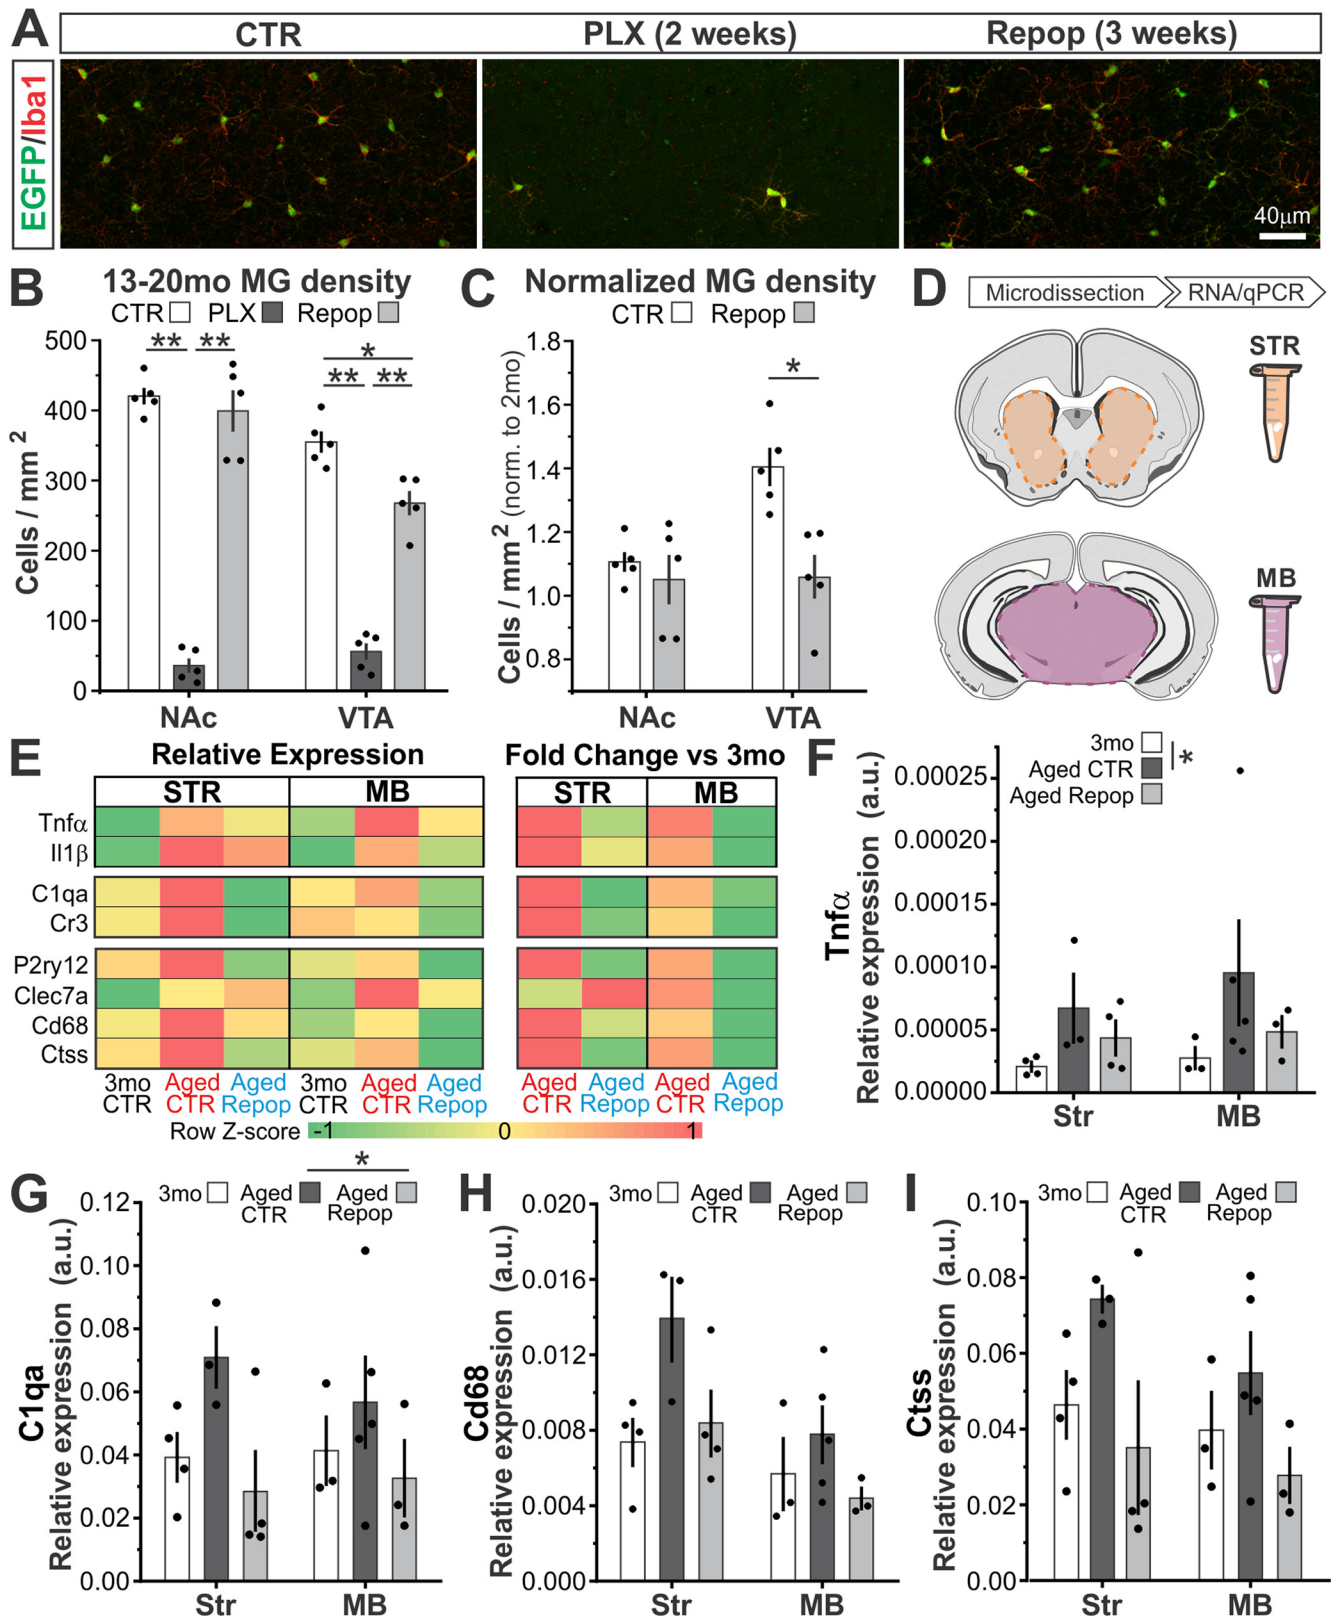 A
CTR
PLX (2 weeks)
Repop (3 weeks)
EGFP/Iba1
40μm
B
13-20mo MG density
CTR PLX Repop
Cells / mm2
500
400
300
200
100
0
** **
*
** **
NAc
VTA
C
Normalized MG density
CTR Repop
Cells / mm2 (norm. to 2mo)
1.8
1.6
1.4
1.2
1.0
0.8
*
NAc
VTA
D
Microdissection
RNA/qPCR
STR
MB
E
Relative Expression
Fold Change vs 3mo
STR MB
STR MB
Tnfα
Il1β
C1qa
Cr3
P2ry12
Clec7a
Cd68
Ctss
3mo CTR
Aged CTR
Aged Repop
3mo CTR
Aged CTR
Aged Repop
Aged CTR
Aged Repop
Aged CTR
Aged Repop
Row Z-score
-1 0 1
F
3mo
Aged CTR
Aged Repop
*
Tnfα
Relative expression (a.u.)
0.00025
0.00020
0.00015
0.00010
0.00005
0.00000
Str
MB
G
*
3mo Aged CTR Aged Repop
C1qa
Relative expression (a.u.)
0.12
0.10
0.08
0.06
0.04
0.02
0.00
Str
MB
H
3mo Aged CTR Aged Repop
Cd68
Relative expression (a.u.)
0.020
0.016
0.012
0.008
0.004
0.000
Str
MB
I
3mo Aged CTR Aged Repop
Ctss
Relative expression (a.u.)
0.10
0.08
0.06
0.04
0.02
0.00
Str
MB